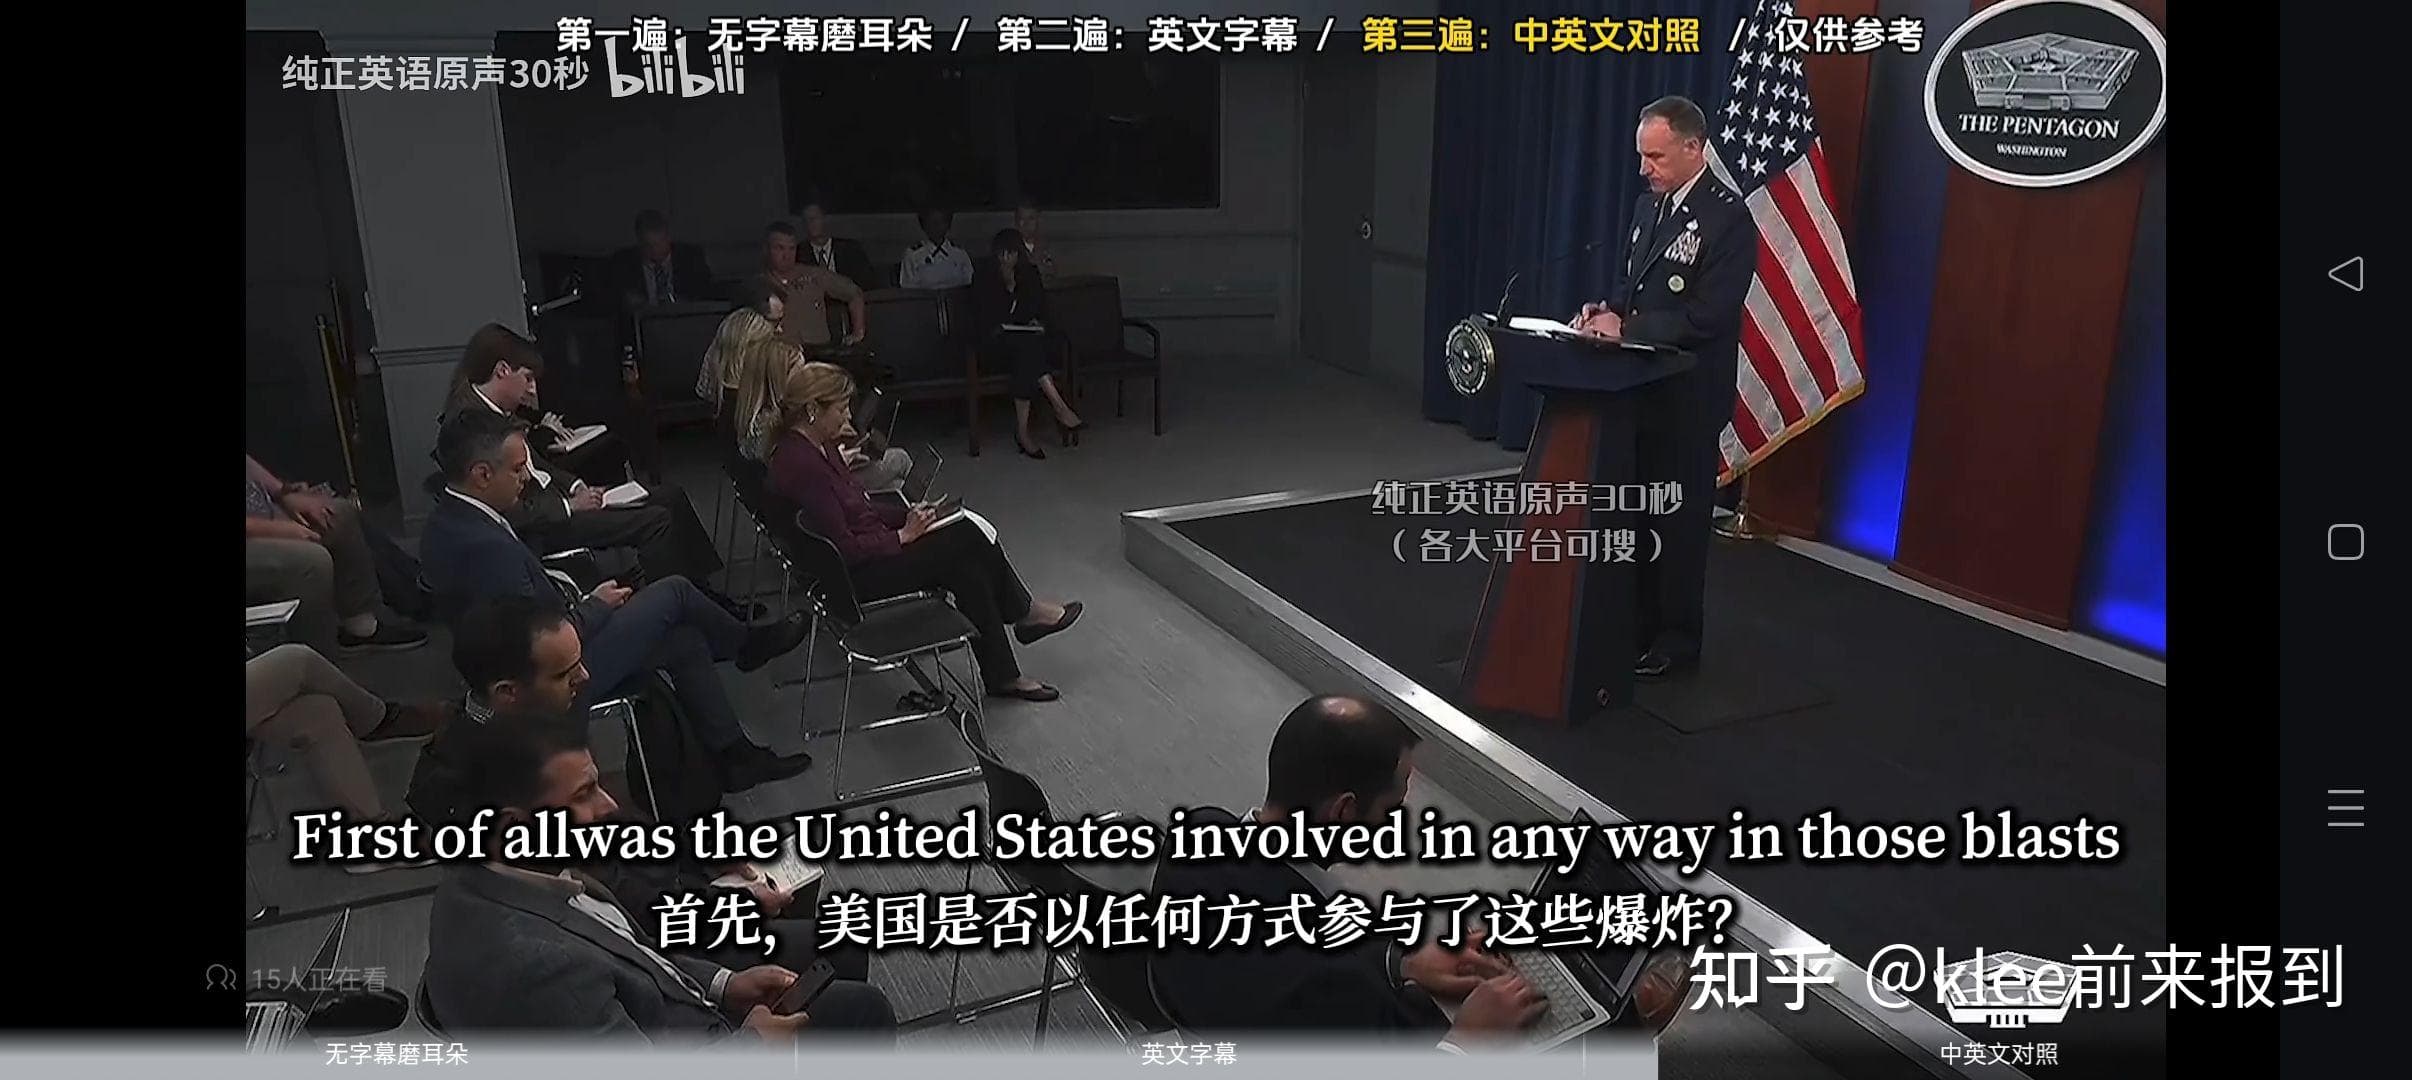 第一遍：无字幕磨耳朵 / 第二遍：英文字幕 / 第三遍：中英文对照 / 仅供参考
纯正英语原声30秒 bilibili
THE PENTAGON
WASHINGTON
纯正英语原声30秒
（各大平台可搜）
First of allwas the United States involved in any way in those blasts
首先，美国是否以任何方式参与了这些爆炸？
知乎 @klee前来报到
15人正在看
无字幕磨耳朵 英文字幕 中英文对照